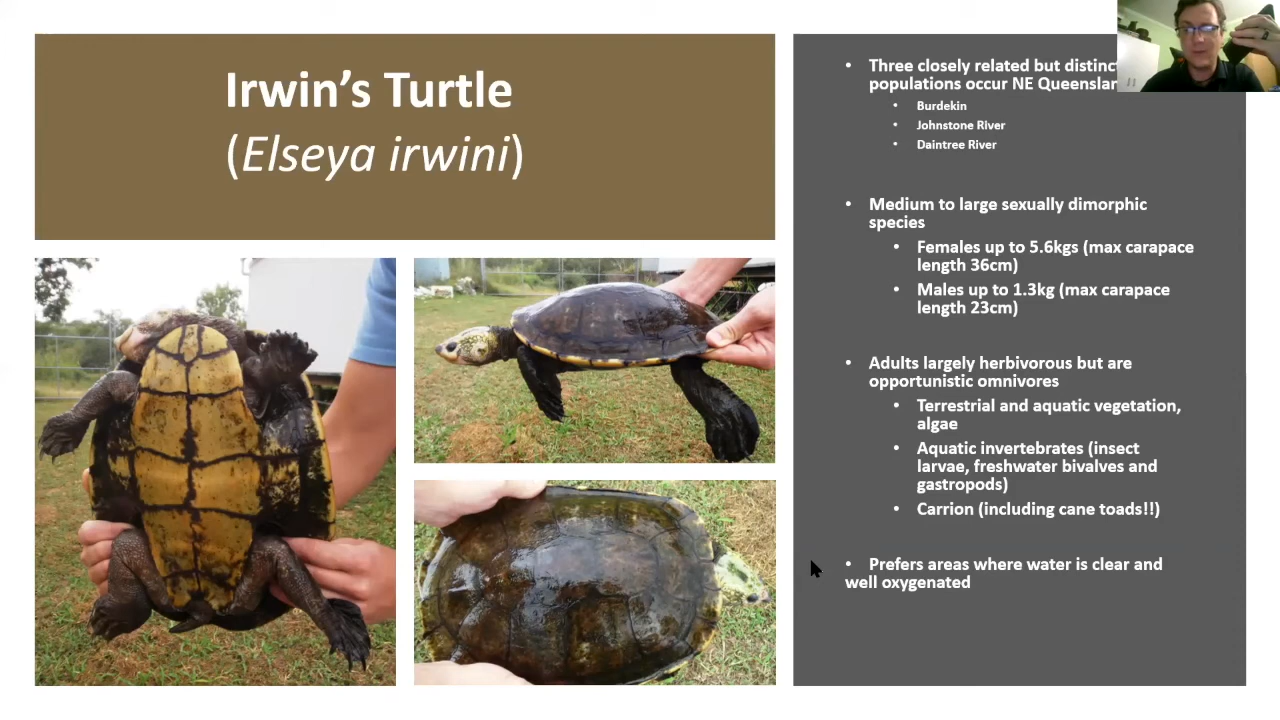 Irwin's Turtle
(Elseya irwini)
• Three closely related but distinct
populations occur NE Queenslan
• Burdekin
• Johnstone River
• Daintree River
• Medium to large sexually dimorphic
species
• Females up to 5.6kgs (max carapace
length 36cm)
• Males up to 1.3kg (max carapace
length 23cm)
• Adults largely herbivorous but are
opportunistic omnivores
• Terrestrial and aquatic vegetation,
algae
• Aquatic invertebrates (insect
larvae, freshwater bivalves and
gastropods)
• Carrion (including cane toads!!)
• Prefers areas where water is clear and
well oxygenated